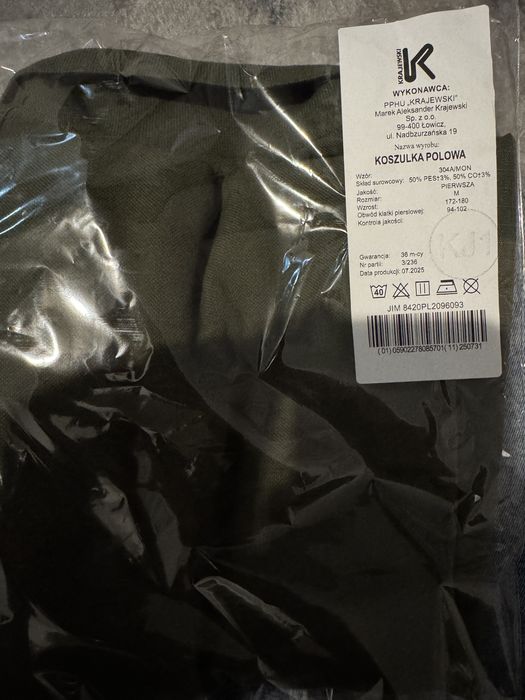 KRAJEWSKI
WYKONAWCA:
PPHU „KRAJEWSKI”
Marek Aleksander Krajewski
Sp. z o.o.
99-400 Łowicz,
ul. Nadbzurzańska 19
Nazwa wyrobu:
KOSZULKA POLOWA
Wzór: 304A/MON
Skład surowcowy: 50% PES±3%, 50% CO±3%
Jakość: PIERWSZA
Rozmiar: M
Wzrost: 172-180
Obwód klatki piersiowej: 94-102
Kontrola jakości:
Gwarancja: 36 m-cy
Nr partii: 3/236
Data produkcji: 07.2025
40
JIM 8420PL2096093
(01)05902278085701(11)250731